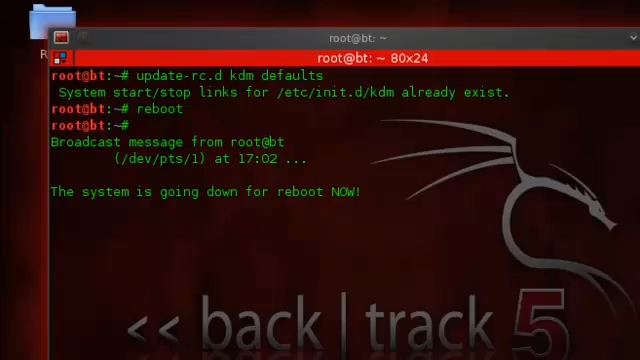 R
root@bt: ~
root@bt: ~ 80x24
root@bt:~# update-rc.d kdm defaults
System start/stop links for /etc/init.d/kdm already exist.
root@bt:~# reboot
root@bt:~#
Broadcast message from root@bt
(/dev/pts/1) at 17:02 ...
The system is going down for reboot NOW!
<< back | track 5